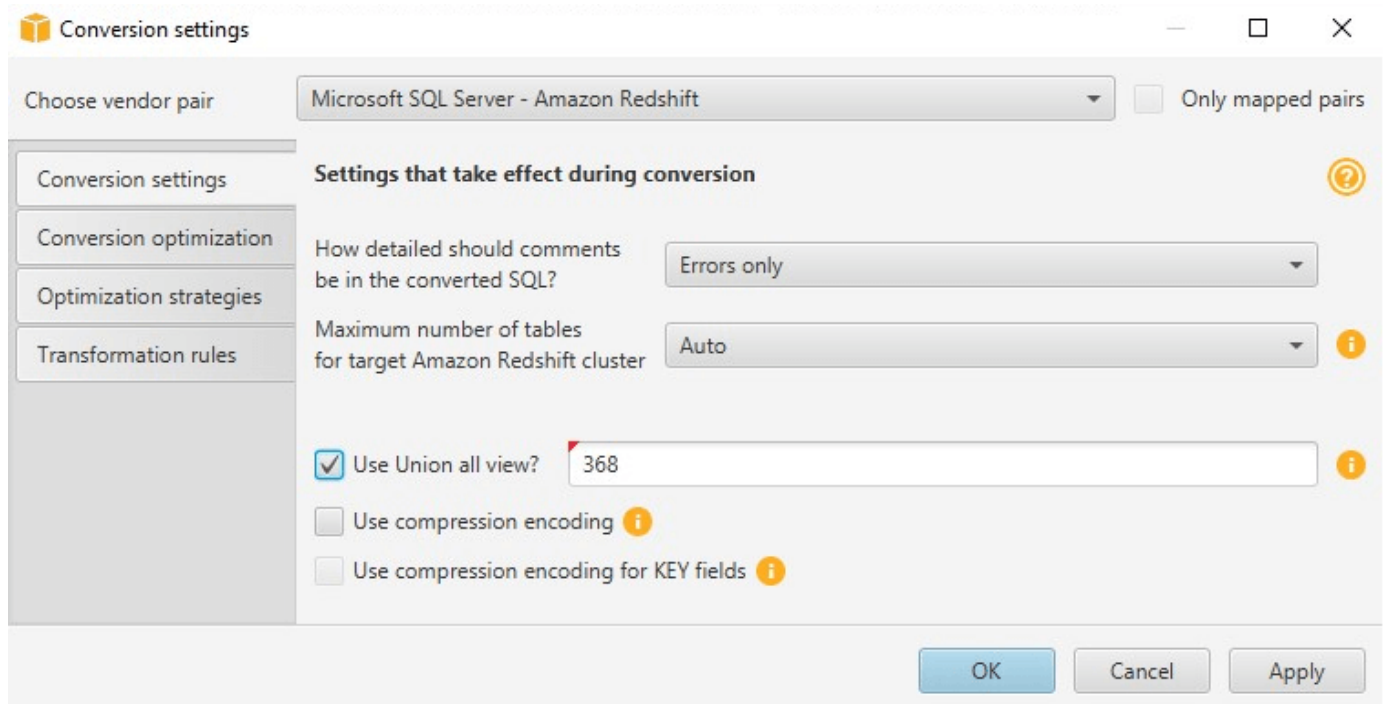 Conversion settings
Choose vendor pair
Microsoft SQL Server - Amazon Redshift
Only mapped pairs
Conversion settings
Conversion optimization
Optimization strategies
Transformation rules
Settings that take effect during conversion
How detailed should comments
be in the converted SQL?
Errors only
Maximum number of tables
for target Amazon Redshift cluster
Auto
Use Union all view?
368
Use compression encoding
Use compression encoding for KEY fields
OK
Cancel
Apply